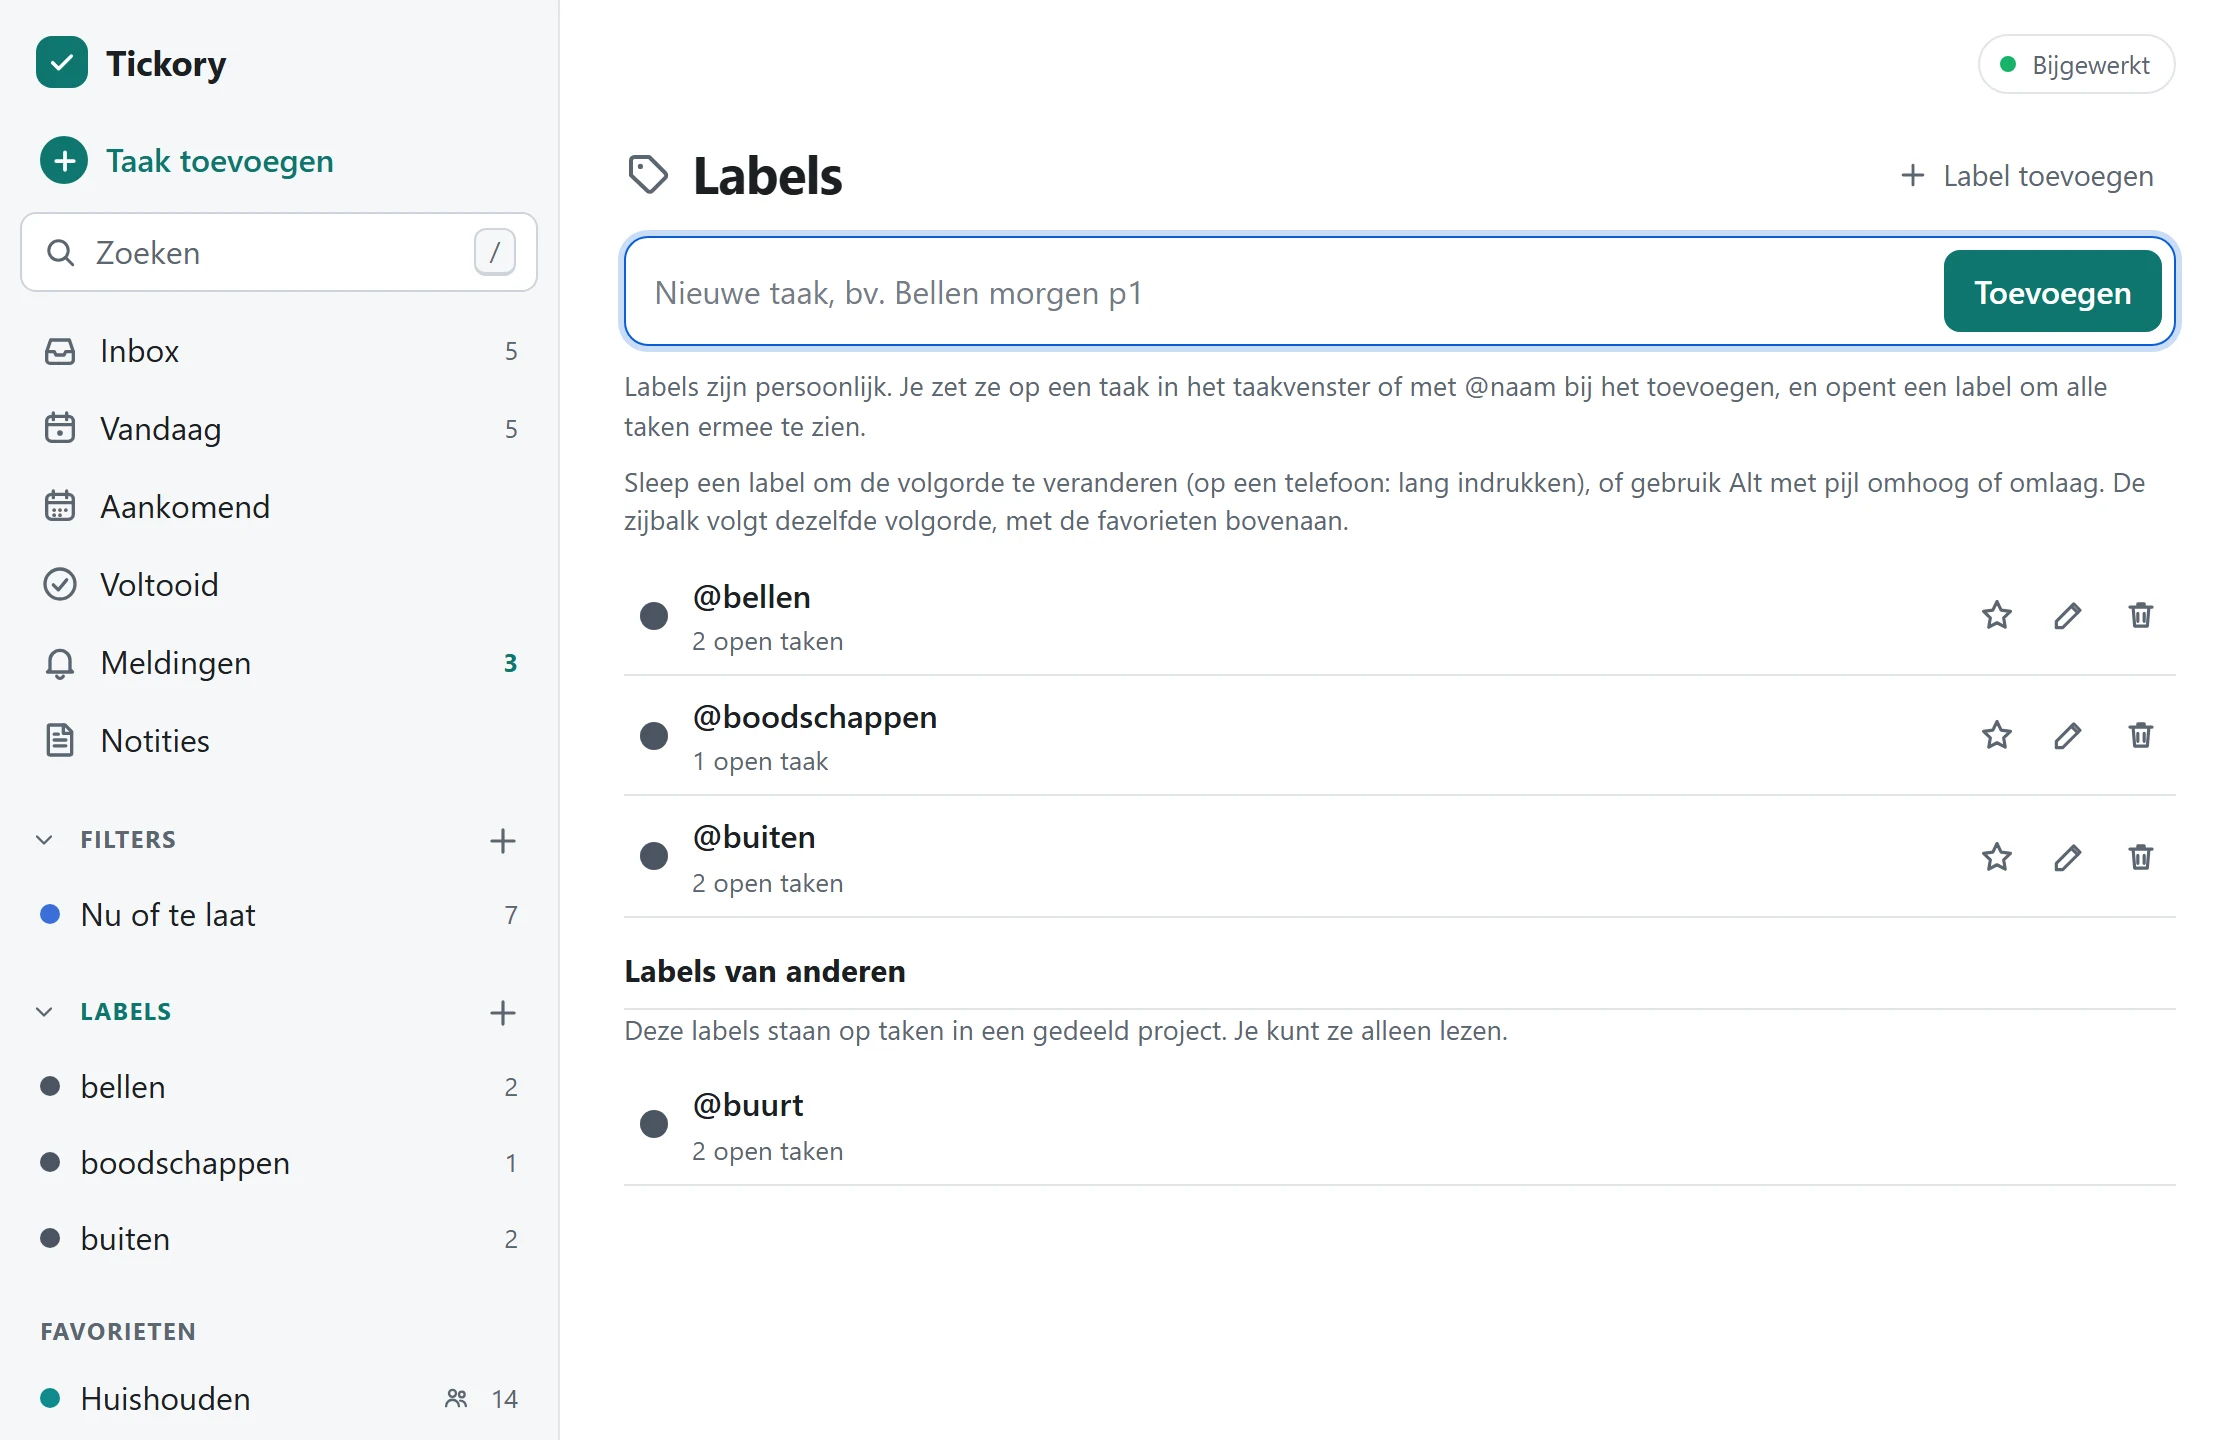 Tickory
Taak toevoegen
Zoeken /
Inbox 5
Vandaag 5
Aankomend
Voltooid
Meldingen 3
Notities
FILTERS
Nu of te laat 7
LABELS
bellen 2
boodschappen 1
buiten 2
FAVORIETEN
Huishouden 14
Bijgewerkt
Labels
Label toevoegen
Nieuwe taak, bv. Bellen morgen p1
Toevoegen
Labels zijn persoonlijk. Je zet ze op een taak in het taakvenster of met @naam bij het toevoegen, en opent een label om alle
taken ermee te zien.
Sleep een label om de volgorde te veranderen (op een telefoon: lang indrukken), of gebruik Alt met pijl omhoog of omlaag. De
zijbalk volgt dezelfde volgorde, met de favorieten bovenaan.
@bellen
2 open taken
@boodschappen
1 open taak
@buiten
2 open taken
Labels van anderen
Deze labels staan op taken in een gedeeld project. Je kunt ze alleen lezen.
@buurt
2 open taken